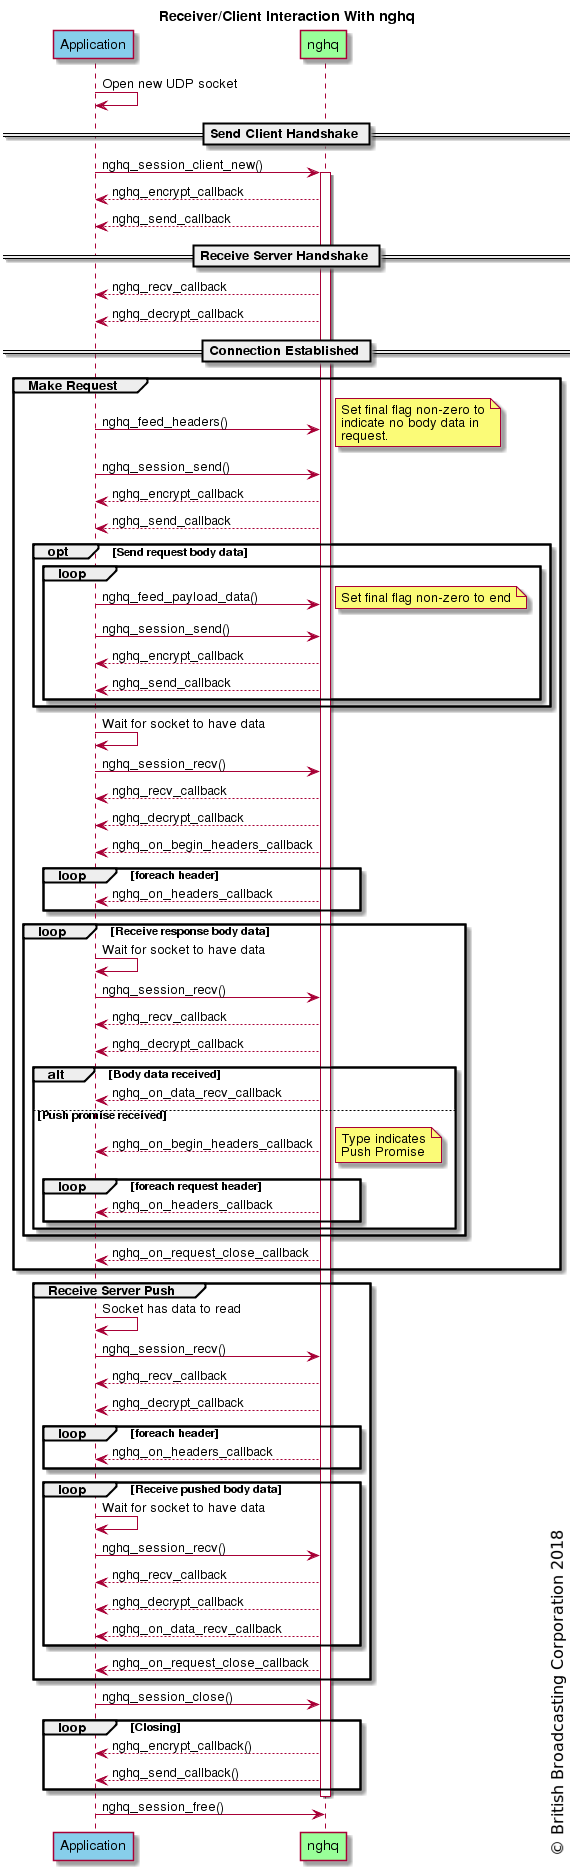 Receiver/Client Interaction With nghq
Application
nghq
Open new UDP socket
Send Client Handshake
nghq_session_client_new()
nghq_encrypt_callback
nghq_send_callback
Receive Server Handshake
nghq_recv_callback
nghq_decrypt_callback
Connection Established
Make Request
nghq_feed_headers()
Set final flag non-zero to
indicate no body data in
request.
nghq_session_send()
nghq_encrypt_callback
nghq_send_callback
opt [Send request body data]
loop
nghq_feed_payload_data()
Set final flag non-zero to end
nghq_session_send()
nghq_encrypt_callback
nghq_send_callback
Wait for socket to have data
nghq_session_recv()
nghq_recv_callback
nghq_decrypt_callback
nghq_on_begin_headers_callback
loop [foreach header]
nghq_on_headers_callback
loop [Receive response body data]
Wait for socket to have data
nghq_session_recv()
nghq_recv_callback
nghq_decrypt_callback
alt [Body data received]
nghq_on_data_recv_callback
[Push promise received]
nghq_on_begin_headers_callback
Type indicates
Push Promise
loop [foreach request header]
nghq_on_headers_callback
nghq_on_request_close_callback
Receive Server Push
Socket has data to read
nghq_session_recv()
nghq_recv_callback
nghq_decrypt_callback
loop [foreach header]
nghq_on_headers_callback
loop [Receive pushed body data]
Wait for socket to have data
nghq_session_recv()
nghq_recv_callback
nghq_decrypt_callback
nghq_on_data_recv_callback
nghq_on_request_close_callback
nghq_session_close()
loop [Closing]
nghq_encrypt_callback()
nghq_send_callback()
nghq_session_free()
Application
nghq
© British Broadcasting Corporation 2018